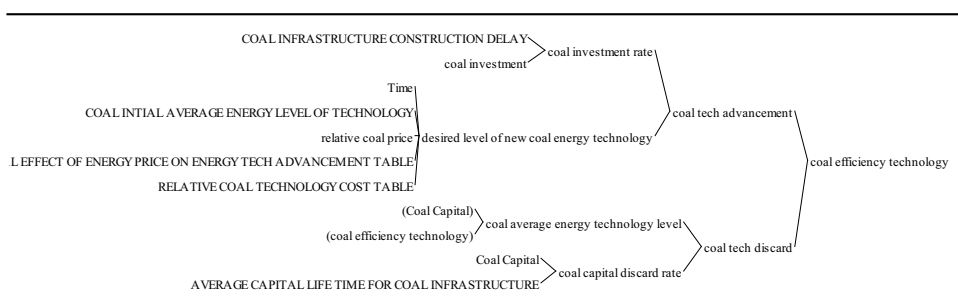 COAL INFRASTRUCTURE CONSTRUCTION DELAY
coal investment
coal investment rate
Time
COAL INTIAL AVERAGE ENERGY LEVEL OF TECHNOLOGY
relative coal price
L EFFECT OF ENERGY PRICE ON ENERGY TECH ADVANCEMENT TABLE
RELATIVE COAL TECHNOLOGY COST TABLE
desired level of new coal energy technology
coal tech advancement
(Coal Capital)
(coal efficiency technology)
coal average energy technology level
Coal Capital
AVERAGE CAPITAL LIFE TIME FOR COAL INFRASTRUCTURE
coal capital discard rate
coal tech discard
coal efficiency technology